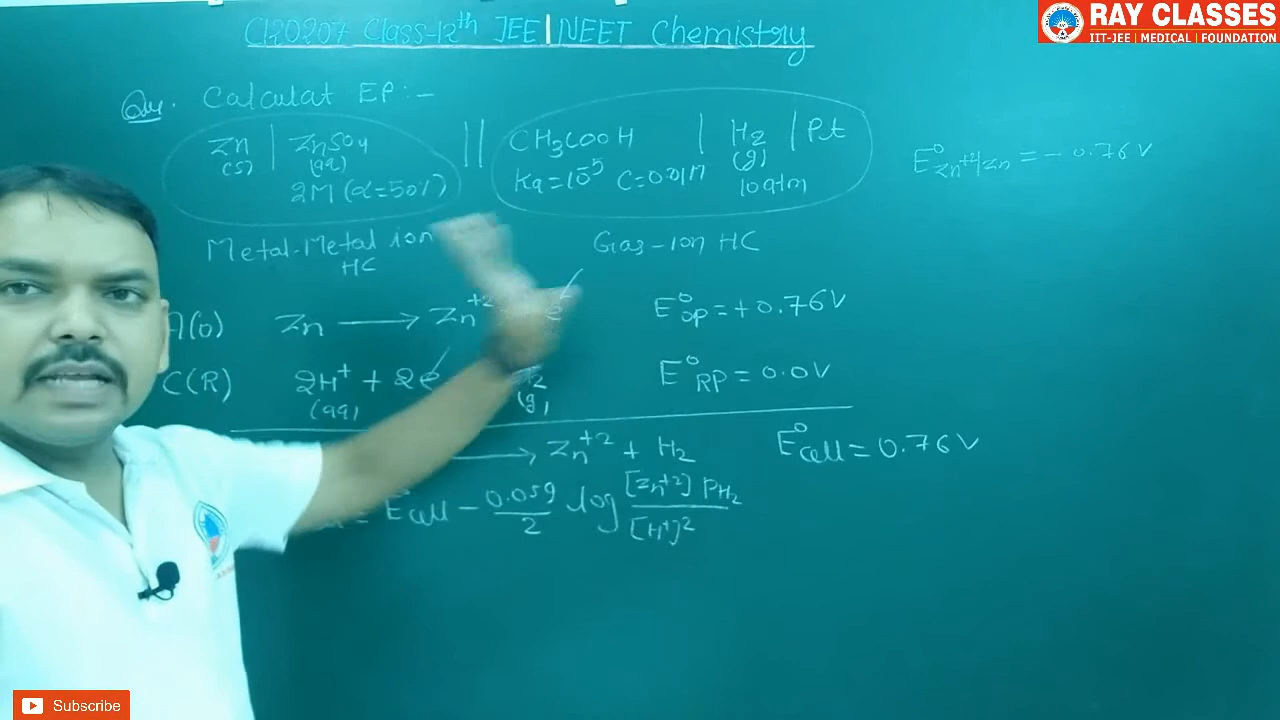 RAY CLASSES
IIT-JEE | MEDICAL | FOUNDATION
Class-12th JEE|NEET Chemistry
Que. Calculat EP:-
Zn (s) | ZnSO4 (aq) || CH3COOH | H2 (g) | Pt
2M (α=50%) Ka=10⁻⁵ C=0.01M 10atm
E°Zn+2/Zn = -0.76V
Metal-Metal ion HC
Gas-Ion HC
A(O) Zn → Zn+2 e⁻ E°OP = +0.76V
C(R) 2H+ (aq) + 2e⁻ H2 (g) E°RP = 0.0V
→ Zn+2 + H2 E°cell = 0.76V
= E°cell - 0.059/2 log [Zn+2] PH2/[H+]²
Subscribe